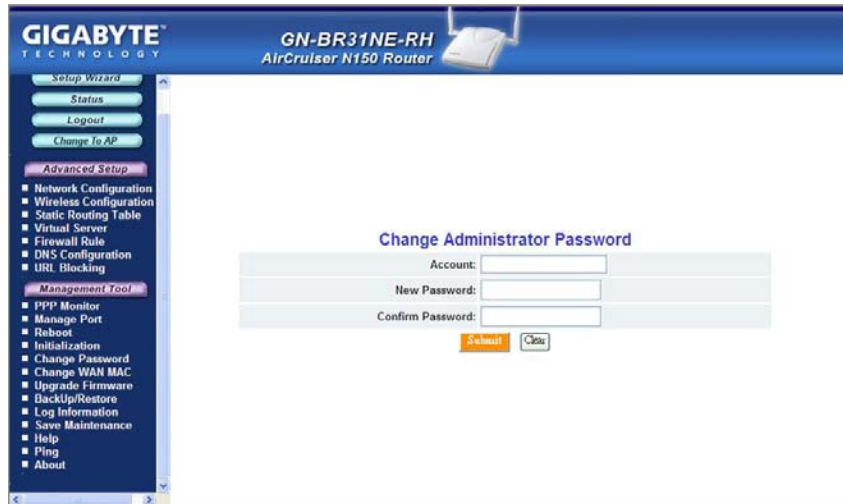 GIGABYTE™
TECHNOLOGY
GN-BR31NE-RH
AirCruiser N150 Router
Setup Wizard
Status
Logout
Change To AP
Advanced Setup
Network Configuration
Wireless Configuration
Static Routing Table
Virtual Server
Firewall Rule
DNS Configuration
URL Blocking
Management Tool
PPP Monitor
Manage Port
Reboot
Initialization
Change Password
Change WAN MAC
Upgrade Firmware
BackUp/Restore
Log Information
Save Maintenance
Help
Ping
About
Change Administrator Password
Account:
New Password:
Confirm Password:
Submit Clear